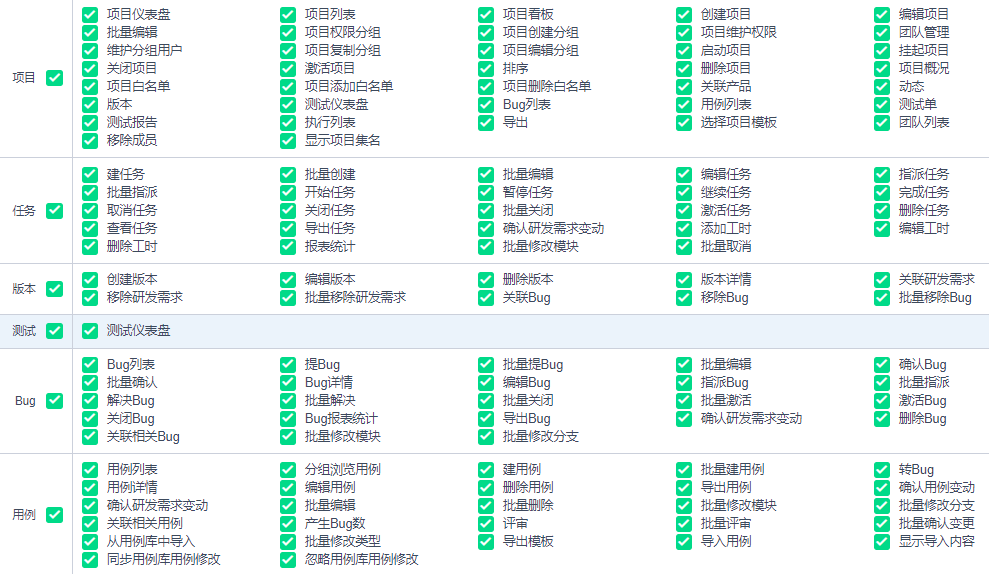 项目仪表盘 项目列表 项目看板 创建项目 编辑项目
批量编辑 项目权限分组 项目创建分组 项目维护权限 团队管理
维护分组用户 项目复制分组 项目编辑分组 启动项目 挂起项目
关闭项目 激活项目 排序 删除项目 项目概况
项目
项目白名单 项目添加白名单 项目删除白名单 关联产品 动态
版本 测试仪表盘 Bug列表 用例列表 测试单
测试报告 执行列表 导出 选择项目模板 团队列表
移除成员 显示项目集名
建任务 批量创建 批量编辑 编辑任务 指派任务
批量指派 开始任务 暂停任务 继续任务 完成任务
任务 取消任务 关闭任务 批量关闭 激活任务 删除任务
查看任务 导出任务 确认研发需求变动 添加工时 编辑工时
删除工时 报表统计 批量修改模块 批量取消
创建版本 编辑版本 删除版本 版本详情 关联研发需求
版本
移除研发需求 批量移除研发需求 关联Bug 移除Bug 批量移除Bug
测试 测试仪表盘
Bug列表 提Bug 批量提Bug 批量编辑 确认Bug
批量确认 Bug详情 编辑Bug 指派Bug 批量指派
Bug 解决Bug 批量解决 批量关闭 批量激活 激活Bug
关闭Bug Bug报表统计 导出Bug 确认研发需求变动 删除Bug
关联相关Bug 批量修改模块 批量修改分支
用例列表 分组浏览用例 建用例 批量建用例 转Bug
用例详情 编辑用例 删除用例 导出用例 确认用例变动
确认研发需求变动 批量编辑 批量删除 批量修改模块 批量修改分支
用例
关联相关用例 产生Bug数 评审 批量评审 批量确认变更
从用例库中导入 批量修改类型 导出模板 导入用例 显示导入内容
同步用例库用例修改 忽略用例库用例修改